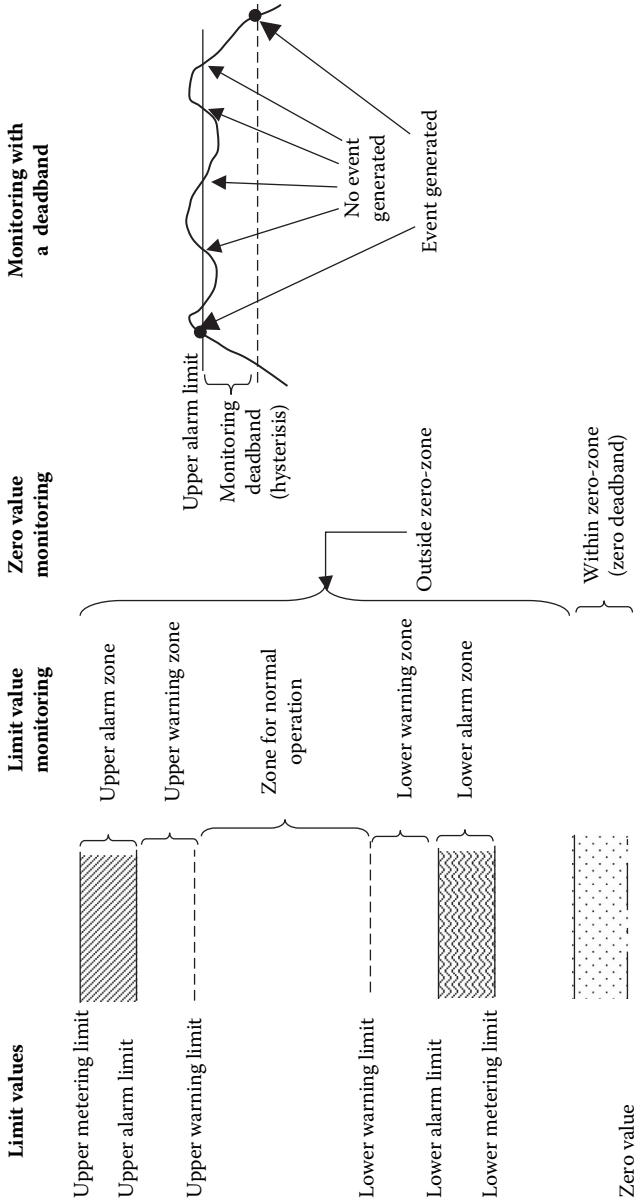 Limit values
Upper metering limit
Upper alarm limit
Upper warning limit
Lower warning limit
Lower alarm limit
Lower metering limit
Zero value
Limit value
monitoring
Upper alarm zone
Upper warning zone
Zone for normal
operation
Lower warning zone
Lower alarm zone
Zero value
monitoring
Outside zero-zone
Within zero-zone
(zero deadband)
Monitoring with
a deadband
Upper alarm limit
Monitoring
deadband
(hysterisis)
No event
generated
Event generated